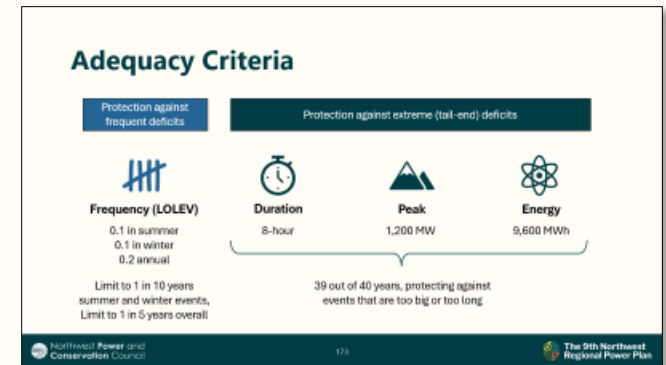 Adequacy Criteria
Protection against
frequent deficits
Protection against extreme (tail-end) deficits
Frequency (LOLEV)
0.1 in summer
0.1 in winter
0.2 annual
Limit to 1 in 10 years
summer and winter events,
Limit to 1 in 5 years overall
Duration
8-hour
Peak
1,200 MW
Energy
9,600 MWh
39 out of 40 years, protecting against
events that are too big or too long
Northwest Power and
Conservation Council
173
The 9th Northwest
Regional Power Plan